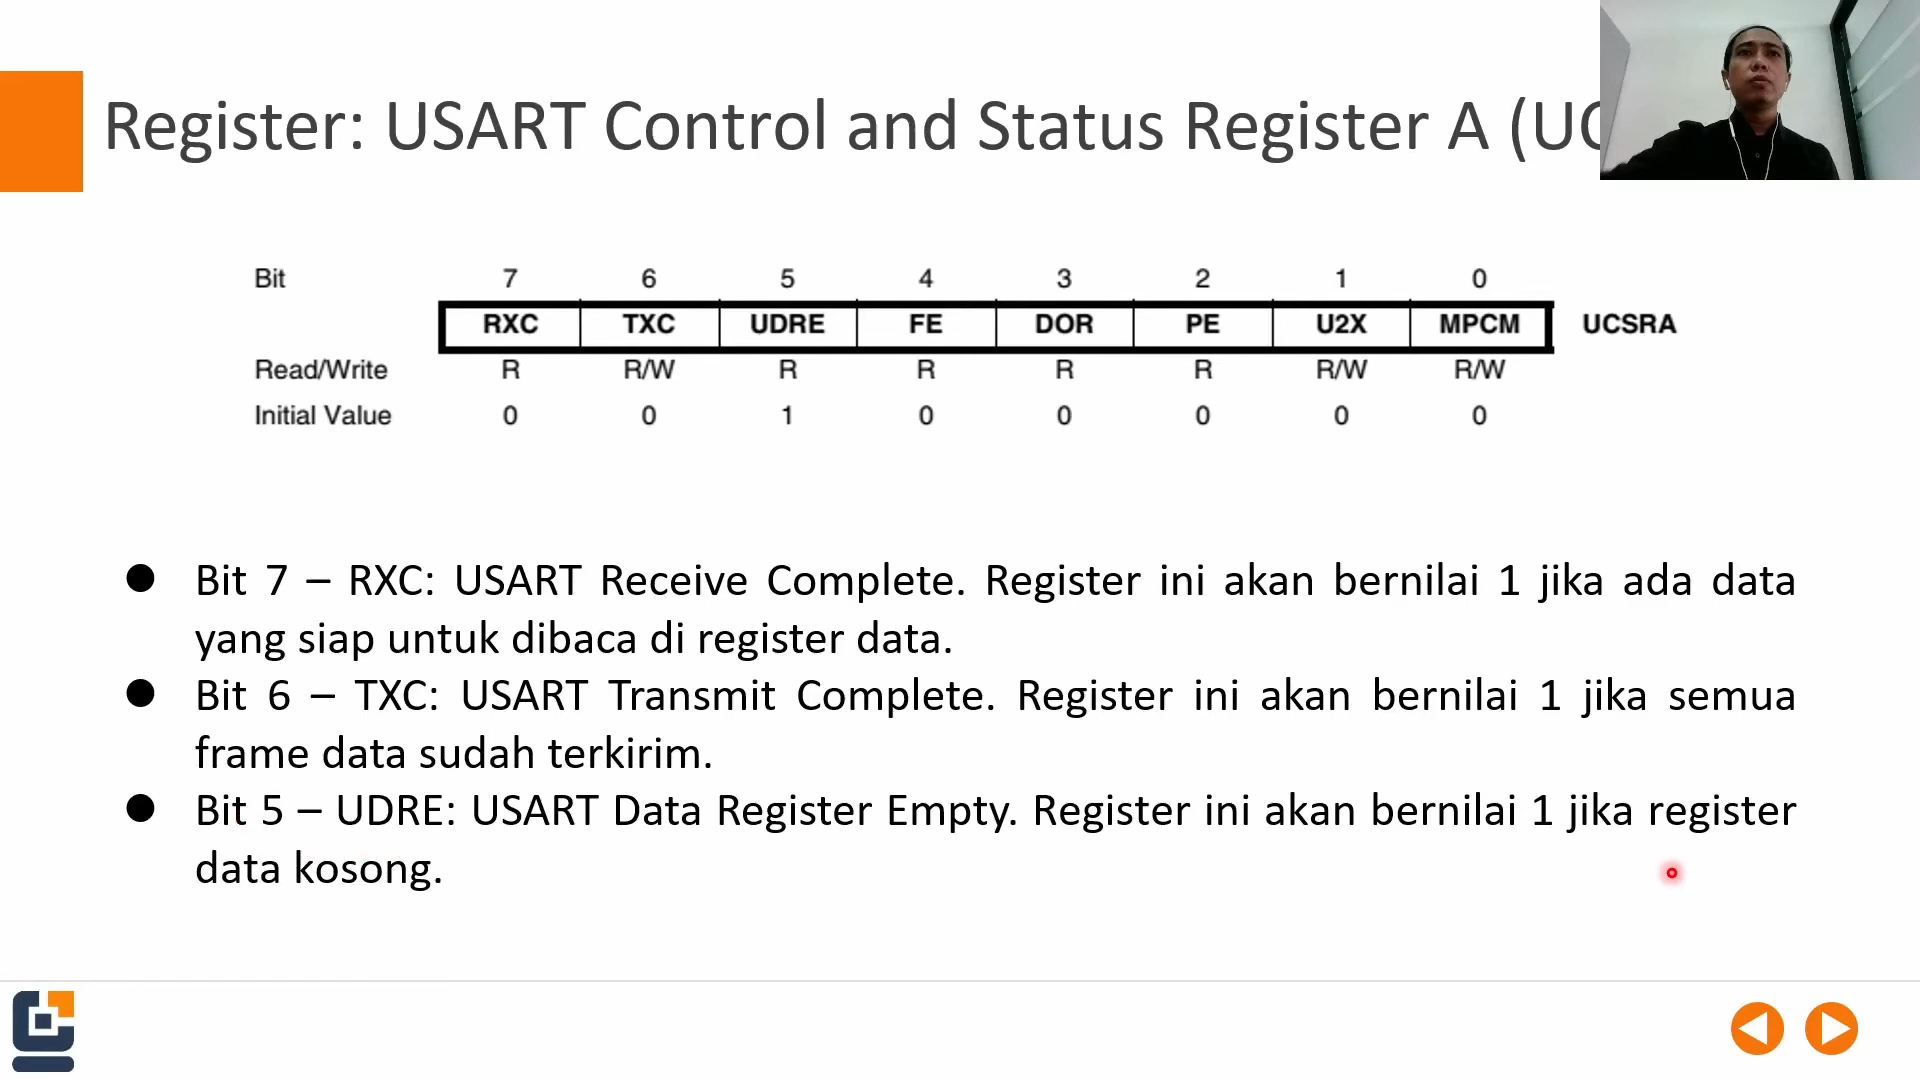 Register: USART Control and Status Register A (UC
Bit 7 6 5 4 3 2 1 0
RXC TXC UDRE FE DOR PE U2X MPCM UCSRA
Read/Write R R/W R R R R R/W R/W
Initial Value 0 0 1 0 0 0 0 0
● Bit 7 – RXC: USART Receive Complete. Register ini akan bernilai 1 jika ada data
yang siap untuk dibaca di register data.
● Bit 6 – TXC: USART Transmit Complete. Register ini akan bernilai 1 jika semua
frame data sudah terkirim.
● Bit 5 – UDRE: USART Data Register Empty. Register ini akan bernilai 1 jika register
data kosong.